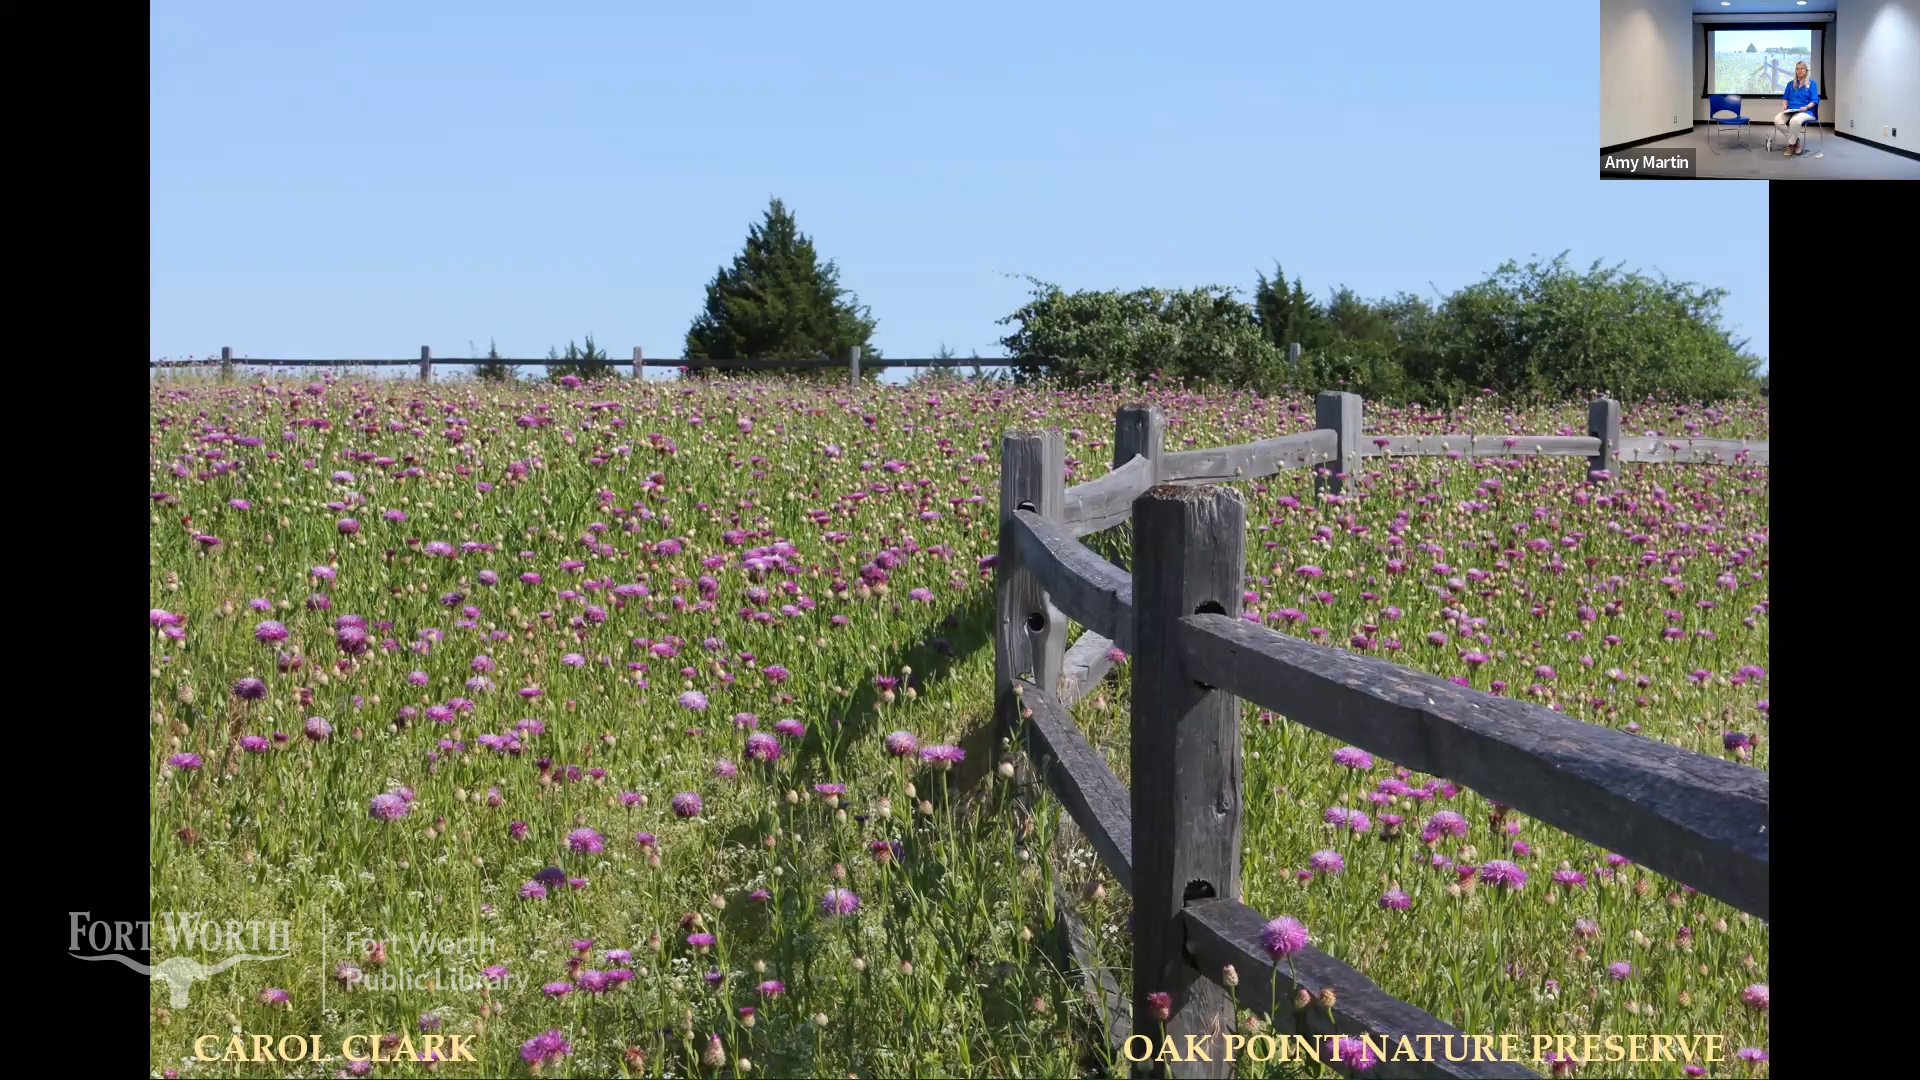 Amy Martin
FORT WORTH
Fort Worth
Public Library
CAROL CLARK
OAK POINT NATURE PRESERVE